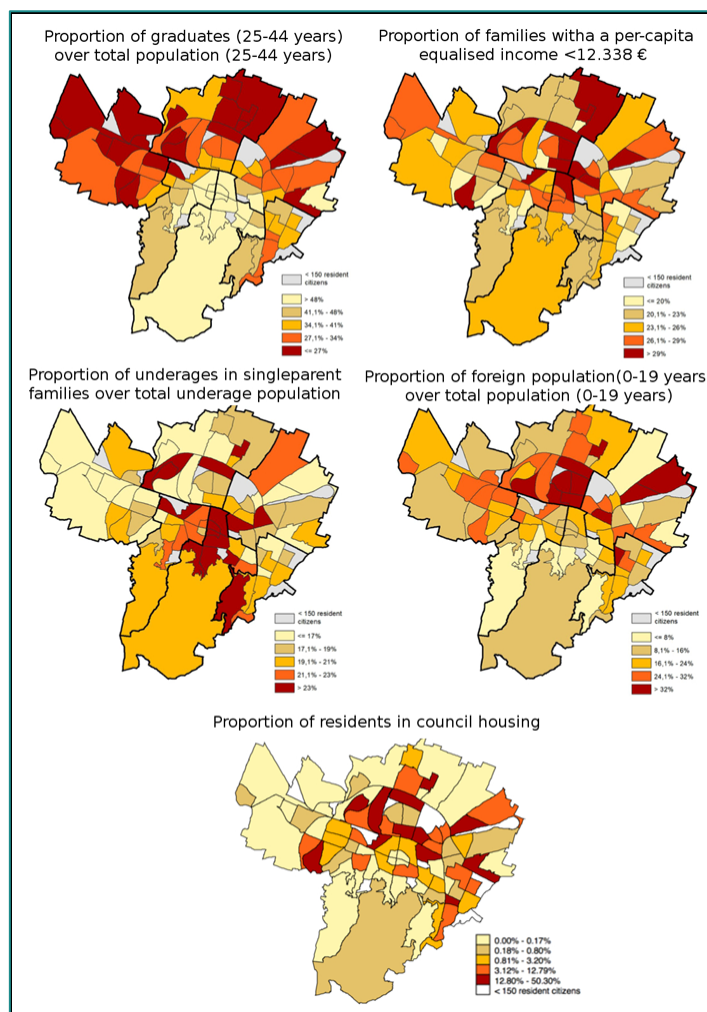 Proportion of graduates (25-44 years)
over total population (25-44 years)
< 150 resident
citizens
> 48%
41,1% - 48%
34,1% - 41%
27,1% - 34%
<= 27%
Proportion of families witha a per-capita
equalised income <12.338 €
< 150 resident
citizens
<= 20%
20,1% - 23%
23,1% - 26%
26,1% - 29%
> 29%
Proportion of underages in singleparent
families over total underage population
< 150 resident
citizens
<= 17%
17,1% - 19%
19,1% - 21%
21,1% - 23%
> 23%
Proportion of foreign population(0-19 years)
over total population (0-19 years)
< 150 resident
citizens
<= 8%
8,1% - 16%
16,1% - 24%
24,1% - 32%
> 32%
Proportion of residents in council housing
0.00% - 0.17%
0.18% - 0.80%
0.81% - 3.20%
3.12% - 12.79%
12.80% - 50.30%
< 150 resident citizens